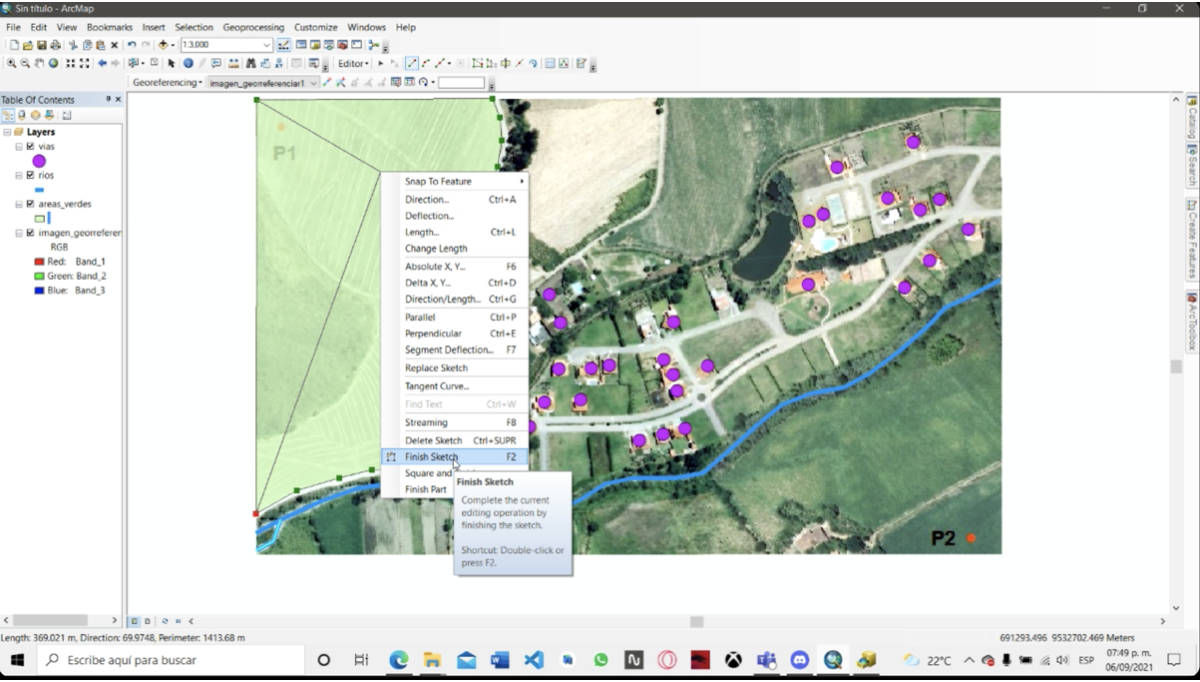 Sin título - ArcMap
File Edit View Bookmarks Insert Selection Geoprocessing Customize Windows Help
1:3.000
Editor
Georeferencing imagen_georreferenciar1
Table Of Contents
Layers
vias
rios
areas_verdes
imagen_georreferer
RGB
Red: Band_1
Green: Band_2
Blue: Band_3
P1
Snap To Feature
Direction... Ctrl+A
Deflection...
Length... Ctrl+L
Change Length
Absolute X, Y... F6
Delta X, Y... Ctrl+D
Direction/Length... Ctrl+G
Parallel Ctrl+P
Perpendicular Ctrl+E
Segment Deflection... F7
Replace Sketch
Tangent Curve...
Find Text Ctrl+W
Streaming F8
Delete Sketch Ctrl+SUPR
Finish Sketch F2
Square and
Finish Part
Finish Sketch
Complete the current
editing operation by
finishing the sketch.
Shortcut: Double-click or
press F2.
P2
Catalog
Search
Create Features
ArcToolbox
Length: 369.021 m, Direction: 69.9748, Perimeter: 1413.68 m
691293.496 9532702.469 Meters
Escribe aquí para buscar
22°C
ESP
07:49 p. m.
06/09/2021